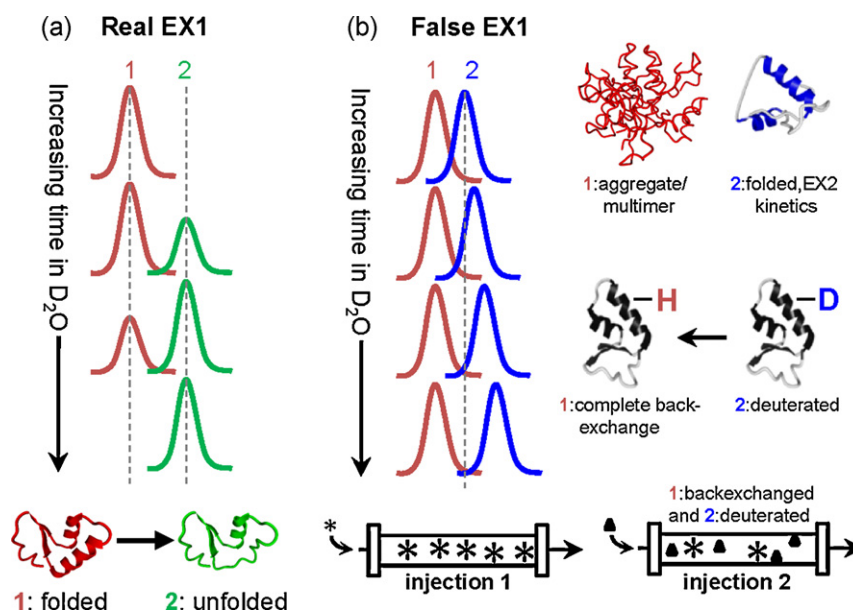 (a) Real EX1
1 2
Increasing time in D₂O
1: folded 2: unfolded
(b) False EX1
1 2
Increasing time in D₂O
1:aggregate/
multimer
2:folded,EX2
kinetics
H D
1:complete back-
exchange
2:deuterated
* * * * * *
injection 1
1:backexchanged
and 2:deuterated
* *
injection 2